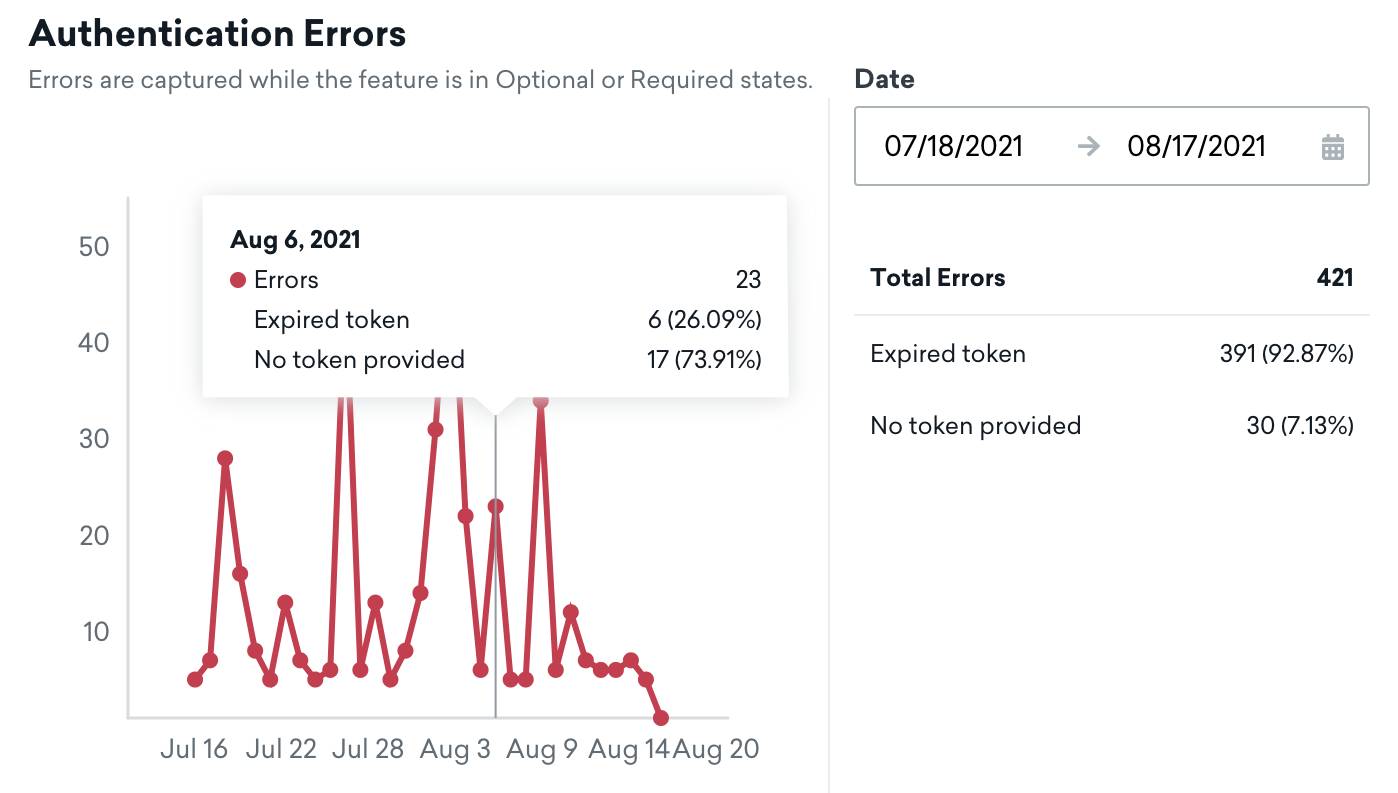 Authentication Errors
Errors are captured while the feature is in Optional or Required states.
Date
07/18/2021 → 08/17/2021
50
40
30
20
10
Aug 6, 2021
Errors 23
Expired token 6 (26.09%)
No token provided 17 (73.91%)
Jul 16 Jul 22 Jul 28 Aug 3 Aug 9 Aug 14 Aug 20
Total Errors 421
Expired token 391 (92.87%)
No token provided 30 (7.13%)